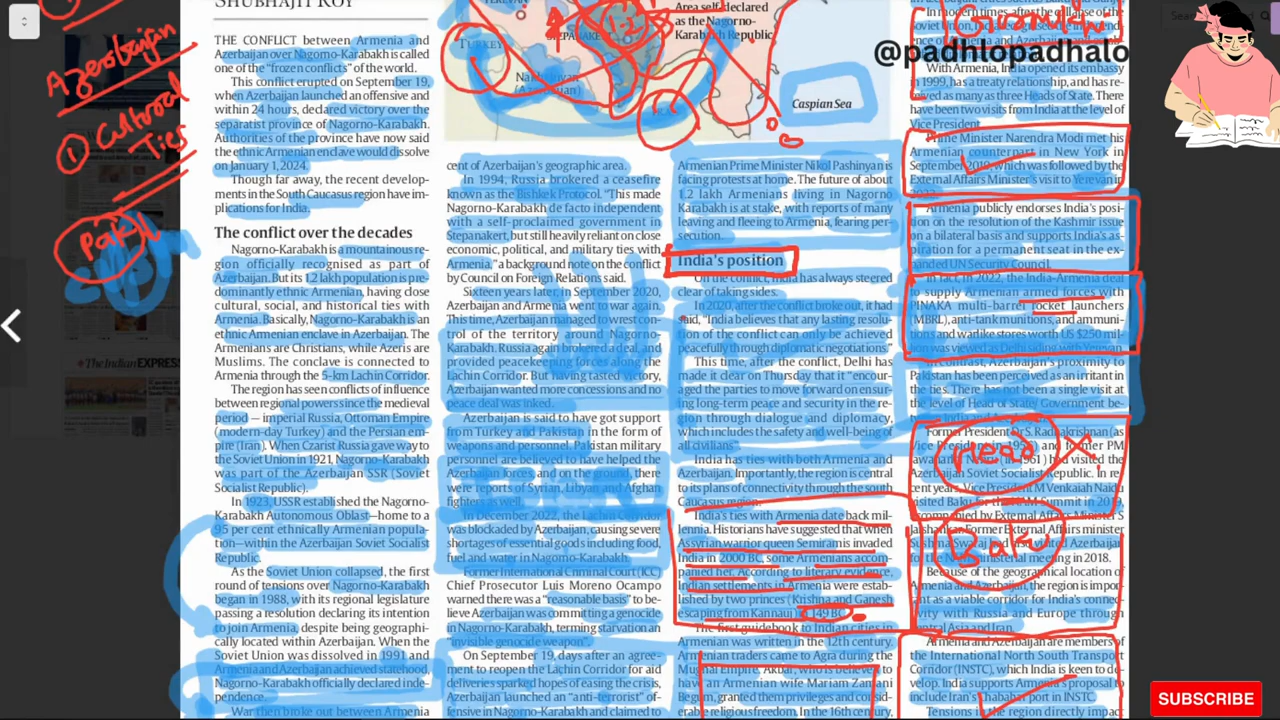 SHUBHAJIT ROY
THE CONFLICT between Armenia and
Azerbaijan over Nagorno-Karabakh is called
one of the "frozen conflicts" of the world.
This conflict erupted on September 19,
when Azerbaijan launched an offensive and
within 24 hours, declared victory over the
separatist province of Nagorno-Karabakh.
Authorities of the province have now said
the ethnic Armenian enclave would dissolve
on January 1, 2024.
Though far away, the recent develop-
ments in the South Caucasus region have im-
plications for India.
The conflict over the decades
Nagorno-Karabakh is a mountainous re-
gion officially recognised as part of
Azerbaijan. But its 1.2 lakh population is pre-
dominantly ethnic Armenian, having close
cultural, social, and historical ties with
Armenia. Basically, Nagorno-Karabakh is an
ethnic Armenian enclave in Azerbaijan. The
Armenians are Christians, while Azeris are
Muslims. The conclave is connected to
Armenia through the 5-km Lachin Corridor.
The region has seen conflicts of influence
between regional powers since the medieval
period — imperial Russia, Ottoman Empire
(modern-day Turkey) and the Persian em-
pire (Iran). When Czarist Russia gave way to
the Soviet Union in 1921, Nagorno-Karabakh
was part of the Azerbaijan SSR (Soviet
Socialist Republic).
In 1923, USSR established the Nagorno-
Karabakh Autonomous Oblast—home to a
95 per cent ethnically Armenian popula-
tion—within the Azerbaijan Soviet Socialist
Republic.
As the Soviet Union collapsed, the first
round of tensions over Nagorno-Karabakh
began in 1988, with its regional legislature
passing a resolution declaring its intention
to join Armenia, despite being geographi-
cally located within Azerbaijan. When the
Soviet Union was dissolved in 1991 and
Armenia and Azerbaijan achieved statehood,
Nagorno-Karabakh officially declared inde-
pendence.
War then broke out between Armenia
TURKEY
Area self-declared
as the Nagorno-
Karabakh Republic
Caspian Sea
cent of Azerbaijan's geographic area.
In 1994, Russia brokered a ceasefire
known as the Bishkek Protocol. "This made
Nagorno-Karabakh de facto independent
with a self-proclaimed government in
Stepanakert, but still heavily reliant on close
economic, political, and military ties with
Armenia," a background note on the conflict
by Council on Foreign Relations said.
Sixteen years later, in September 2020,
Azerbaijan and Armenia went to war again.
This time, Azerbaijan managed to wrest con-
trol of the territory around Nagorno-
Karabakh. Russia again brokered a deal, and
provided peacekeeping forces along the
Lachin Corridor. But having tasted victory,
Azerbaijan wanted more concessions and no
peace deal was inked.
Azerbaijan is said to have got support
from Turkey and Pakistan in the form of
weapons and personnel. Pakistan military
personnel are believed to have helped the
Azerbaijan forces, and on the ground, there
were reports of Syrian, Libyan and Afghan
fighters as well.
In December 2022, the Lachin Corridor
was blockaded by Azerbaijan, causing severe
shortages of essential goods including food,
fuel and water in Nagorno-Karabakh.
Former International Criminal Court (ICC)
Chief Prosecutor Luis Moreno Ocampo
warned there was a "reasonable basis" to be-
lieve Azerbaijan was committing a genocide
in Nagorno-Karabakh, terming starvation an
"invisible genocide weapon".
On September 19, days after an agree-
ment to reopen the Lachin Corridor for aid
deliveries sparked hopes of easing the crisis,
Azerbaijan launched an "anti-terrorist" of-
fensive in Nagorno-Karabakh and claimed to
Armenian Prime Minister Nikol Pashinyan is
facing protests at home. The future of about
1.2 lakh Armenians living in Nagorno
Karabakh is at stake, with reports of many
leaving and fleeing to Armenia, fearing per-
secution.
India's position
On the conflict, India has always steered
clear of taking sides.
In 2020, after the conflict broke out, it had
said, "India believes that any lasting resolu-
tion of the conflict can only be achieved
peacefully through diplomatic negotiations."
This time, after the conflict, Delhi has
made it clear on Thursday that it "encour-
aged the parties to move forward on ensur-
ing long-term peace and security in the re-
gion through dialogue and diplomacy,
which includes the safety and well-being of
all civilians"
India has ties with both Armenia and
Azerbaijan. Importantly, the region is central
to its plans of connectivity through the south
Caucasus region.
India's ties with Armenia date back mil-
lennia. Historians have suggested that when
Assyrian warrior queen Semiramis invaded
India in 2000 BC, some Armenians accom-
panied her. According to literary evidence,
Indian settlements in Armenia were estab-
lished by two princes (Krishna and Ganesh
escaping from Kannauj) in 149 BC.
The first guidebook to Indian cities in
Armenian was written in the 12th century.
Armenian traders came to Agra during the
Mughal Empire. Akbar, who is believed to
have an Armenian wife Mariam Zamani
Begum, granted them privileges and consid-
erable religious freedom. In the 16th century,
In modern times, after the collapse of the
With Armenia, India opened its embassy
in 1999, has a treaty relationship, and has re-
ceived as many as three Heads of State. There
have been two visits from India at the level of
Vice President.
Prime Minister Narendra Modi met his
Armenian counterpart in New York in
September 2019, which was followed by the
External Affairs Minister's visit to Yerevan in
Armenia publicly endorses India's posi-
tion on the resolution of the Kashmir issue
on a bilateral basis and supports India's as-
piration for a permanent seat in the ex-
panded UN Security Council.
In fact, in 2022, the India-Armenia deal
to supply Armenian armed forces with
PINAKA multi-barrel rocket launchers
(MBRL), anti-tank munitions, and ammuni-
tions and warlike stores worth US $250 mil-
lion was viewed as Delhi siding with Yerevan.
In contrast, Azerbaijan's proximity to
Pakistan has been perceived as an irritant in
the ties. There has not been a single visit at
the level of Head of State/ Government be-
Former President Dr S. Radhakrishnan (as
Because of the geographical location of
Armenia and Azerbaijan, the region is impor-
tant as a viable corridor for India's connec-
tivity with Russia and Europe through
Central Asia and Iran.
Armenia and Azerbaijan are members of
the International North South Transport
Corridor (INSTC), which India is keen to de-
velop. India supports Armenia's proposal to
include Iran's Chabahar port in INSTC.
Tensions in the region directly impact
@padhlopadhalo
Azerbaijan
① Cultural
Ties
Pak
The Indian EXPRESS
SUBSCRIBE